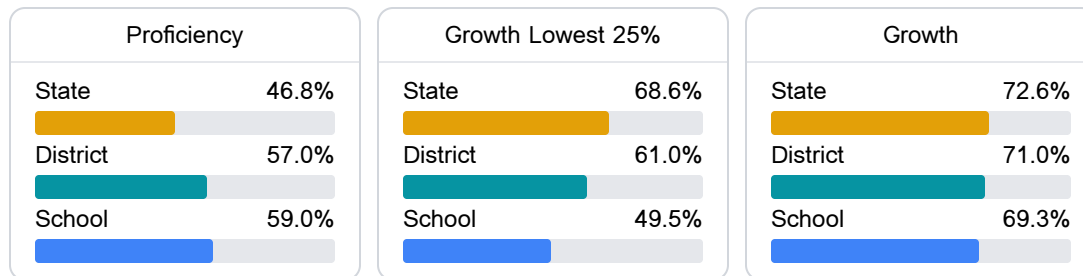 Proficiency
State 46.8%
District 57.0%
School 59.0%
Growth Lowest 25%
State 68.6%
District 61.0%
School 49.5%
Growth
State 72.6%
District 71.0%
School 69.3%